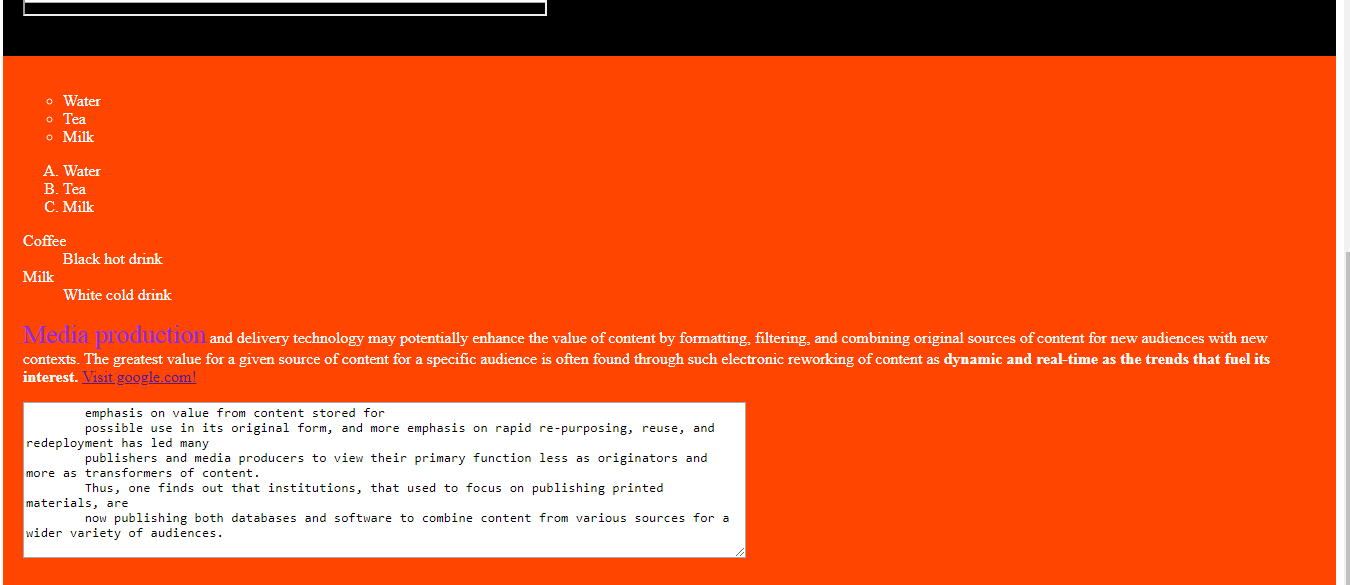 Water
Tea
Milk
A. Water
B. Tea
C. Milk
Coffee
Black hot drink
Milk
White cold drink
Media production and delivery technology may potentially enhance the value of content by formatting, filtering, and combining original sources of content for new audiences with new
contexts. The greatest value for a given source of content for a specific audience is often found through such electronic reworking of content as dynamic and real-time as the trends that fuel its
interest. Visit google.com!
emphasis on value from content stored for
possible use in its original form, and more emphasis on rapid re-purposing, reuse, and
redeployment has led many
publishers and media producers to view their primary function less as originators and
more as transformers of content.
Thus, one finds out that institutions, that used to focus on publishing printed
materials, are
now publishing both databases and software to combine content from various sources for a
wider variety of audiences.